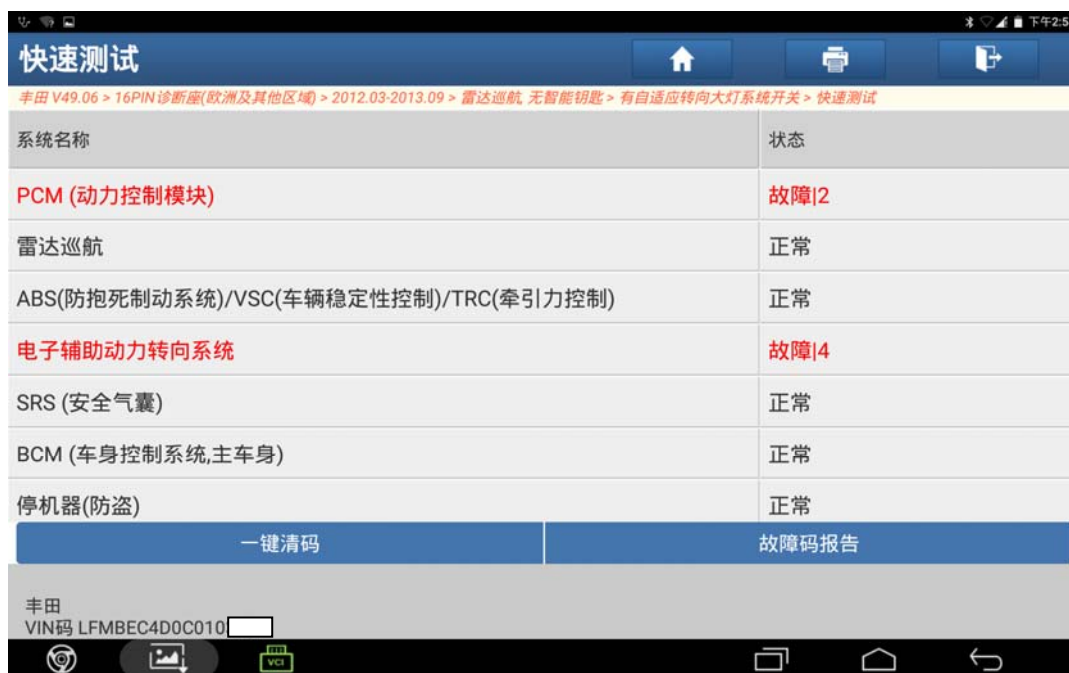 下午2:5
快速测试
丰田 V49.06 > 16PIN诊断座(欧洲及其他区域) > 2012.03-2013.09 > 雷达巡航, 无智能钥匙 > 有自适应转向大灯系统开关 > 快速测试
系统名称 状态
PCM (动力控制模块) 故障|2
雷达巡航 正常
ABS(防抱死制动系统)/VSC(车辆稳定性控制)/TRC(牵引力控制) 正常
电子辅助动力转向系统 故障|4
SRS (安全气囊) 正常
BCM (车身控制系统,主车身) 正常
停机器(防盗) 正常
一键清码 故障码报告
丰田
VIN码 LFMBEC4D0C010
VCI